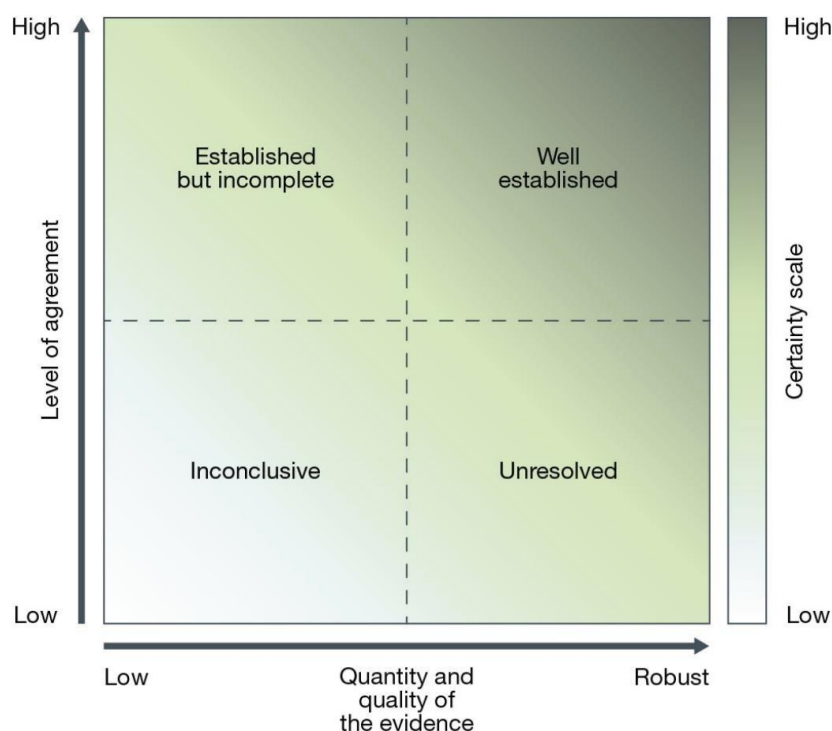 High
High
Established
but incomplete
Well
established
Level of agreement
Certainty scale
Inconclusive
Unresolved
Low
Low
Low
Quantity and
quality of
the evidence
Robust